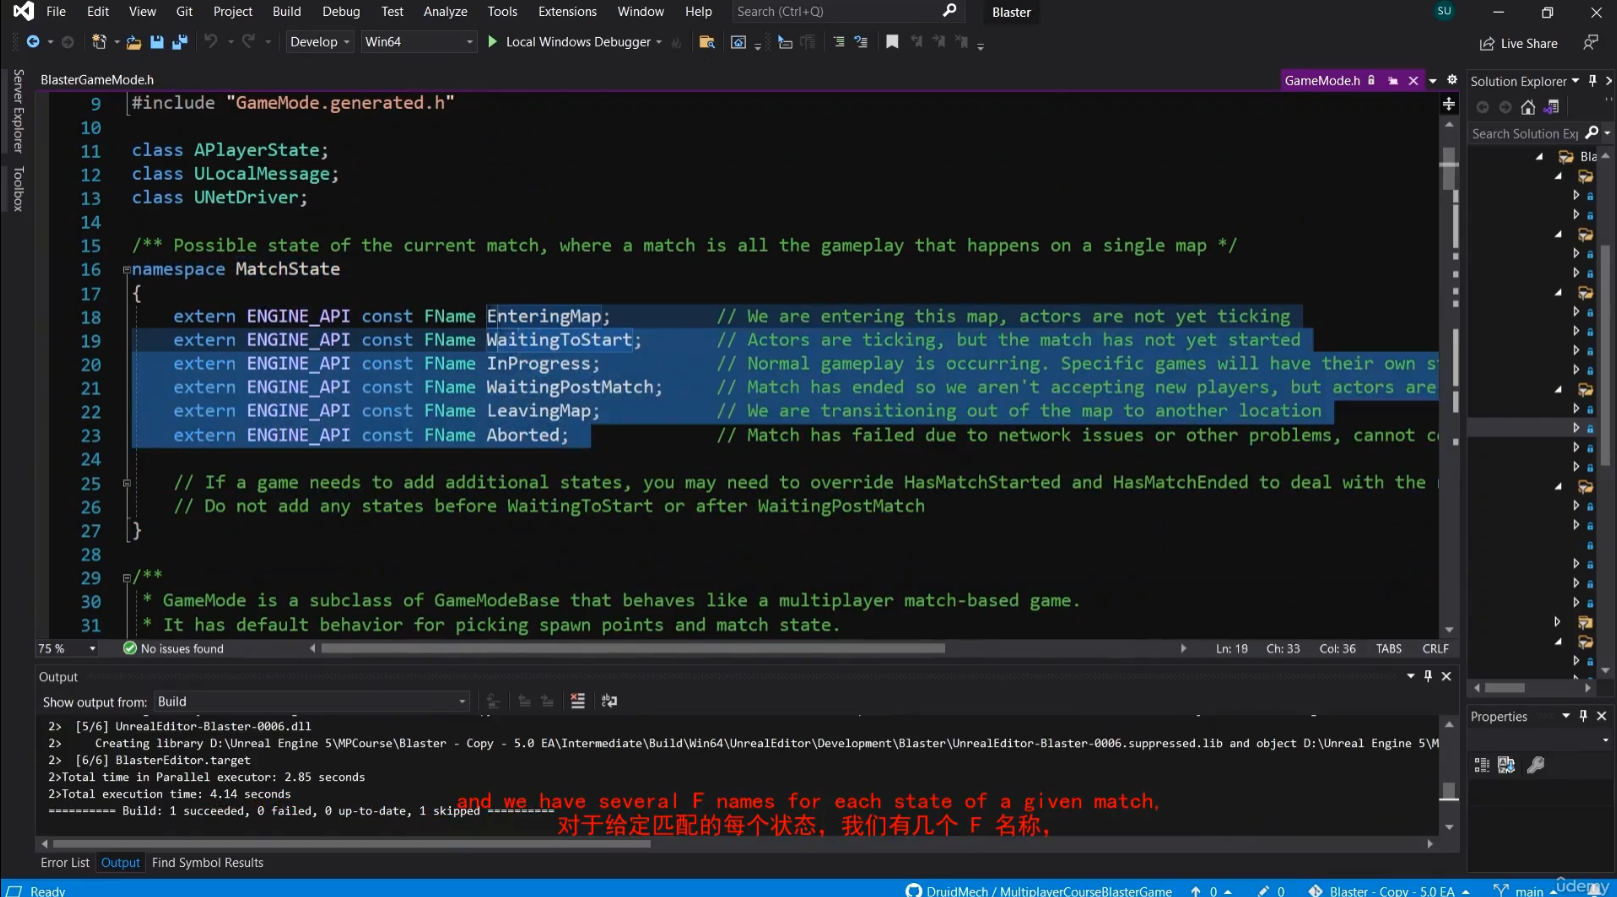 File Edit View Git Project Build Debug Test Analyze Tools Extensions Window Help Search (Ctrl+Q) Blaster SU
Develop Win64 Local Windows Debugger Live Share
Server Explorer
Toolbox
BlasterGameMode.h GameMode.h Solution Explorer
Search Solution Exp
Bla
9 #include "GameMode.generated.h"
10
11 class APlayerState;
12 class ULocalMessage;
13 class UNetDriver;
14
15 /** Possible state of the current match, where a match is all the gameplay that happens on a single map */
16 namespace MatchState
17 {
18 extern ENGINE_API const FName EnteringMap; // We are entering this map, actors are not yet ticking
19 extern ENGINE_API const FName WaitingToStart; // Actors are ticking, but the match has not yet started
20 extern ENGINE_API const FName InProgress; // Normal gameplay is occurring. Specific games will have their own s
21 extern ENGINE_API const FName WaitingPostMatch; // Match has ended so we aren't accepting new players, but actors are
22 extern ENGINE_API const FName LeavingMap; // We are transitioning out of the map to another location
23 extern ENGINE_API const FName Aborted; // Match has failed due to network issues or other problems, cannot c
24
25 // If a game needs to add additional states, you may need to override HasMatchStarted and HasMatchEnded to deal with the
26 // Do not add any states before WaitingToStart or after WaitingPostMatch
27 }
28
29 /**
30 * GameMode is a subclass of GameModeBase that behaves like a multiplayer match-based game.
31 * It has default behavior for picking spawn points and match state.
75 % No issues found Ln: 18 Ch: 33 Col: 36 TABS CRLF
Output
Show output from: Build
2> [5/6] UnrealEditor-Blaster-0006.dll
2> Creating library D:\Unreal Engine 5\MPCourse\Blaster - Copy - 5.0 EA\Intermediate\Build\Win64\UnrealEditor\Development\Blaster\UnrealEditor-Blaster-0006.suppressed.lib and object D:\Unreal Engine 5\M
2> [6/6] BlasterEditor.target
2>Total time in Parallel executor: 2.85 seconds
2>Total execution time: 4.14 seconds
========== Build: 1 succeeded, 0 failed, 0 up-to-date, 1 skipped ==========
and we have several F names for each state of a given match,
对于给定匹配的每个状态，我们有几个 F 名称，
Properties
Error List Output Find Symbol Results
Ready DruidMech / MultiplayerCourseBlasterGame 0 0 Blaster - Copy - 5.0 EA main
ûdemy